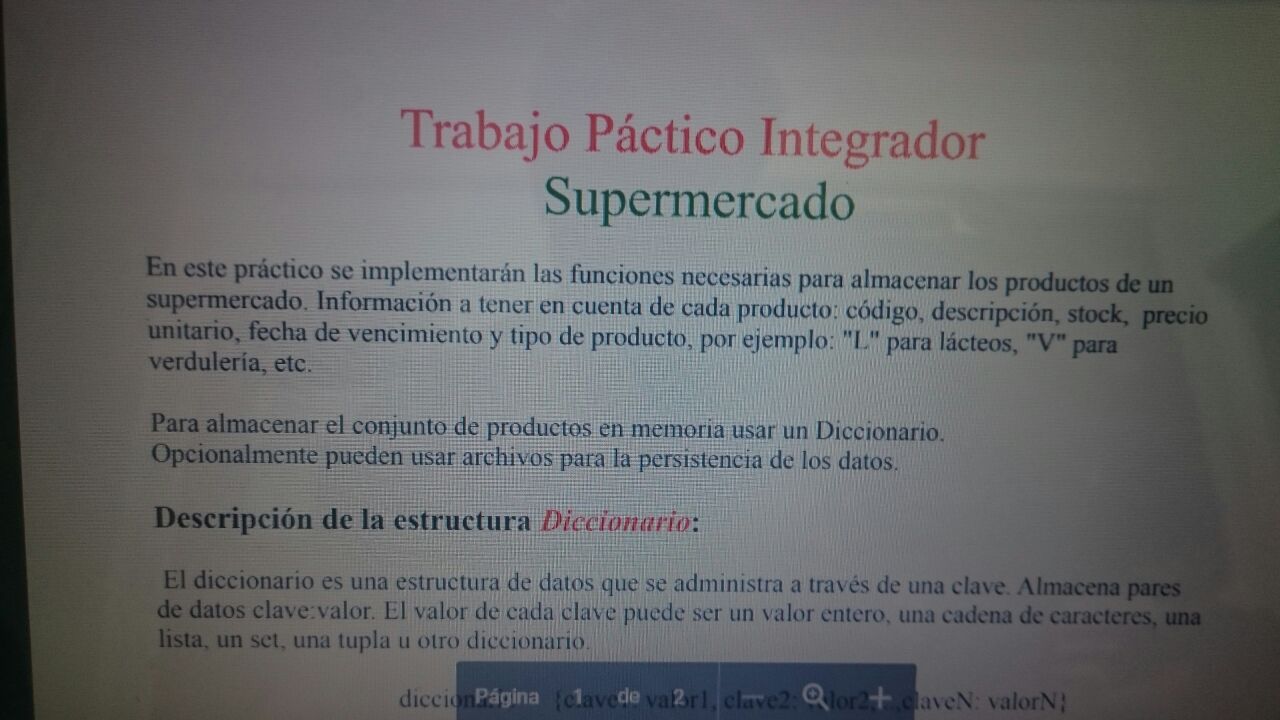 Trabajo Páctico Integrador
Supermercado
En este práctico se implementarán las funciones necesarias para almacenar los productos de un
supermercado. Información a tener en cuenta de cada producto: código, descripción, stock, precio
unitario, fecha de vencimiento y tipo de producto, por ejemplo: "L" para lácteos, "V" para
verdulería, etc.
Para almacenar el conjunto de productos en memoria usar un Diccionario.
Opcionalmente pueden usar archivos para la persistencia de los datos.
Descripción de la estructura Diccionario:
El diccionario es una estructura de datos que se administra a través de una clave. Almacena pares
de datos clave:valor. El valor de cada clave puede ser un valor entero, una cadena de caracteres, una
lista, un set, una tupla u otro diccionario.
Página 1 de 2
clave2: claveN: valorN}